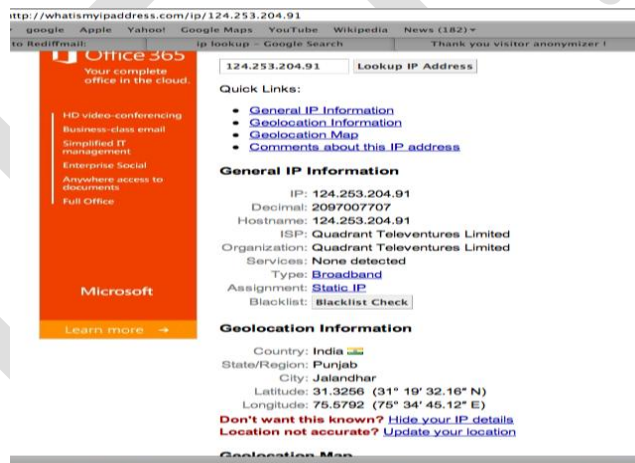 http://whatismyipaddress.com/ip/124.253.204.91
google Apple Yahoo! Google Maps YouTube Wikipedia News (182)▾
to Rediffmail: ip lookup – Google Search Thank you visitor anonymizer !
Office 365
Your complete
office in the cloud.
HD video-conferencing
Business-class email
Simplified IT
management
Enterprise Social
Anywhere access to
documents
Full Office
Microsoft
Learn more →
124.253.204.91 Lookup IP Address
Quick Links:
• General IP Information
• Geolocation Information
• Geolocation Map
• Comments about this IP address
General IP Information
IP: 124.253.204.91
Decimal: 2097007707
Hostname: 124.253.204.91
ISP: Quadrant Televentures Limited
Organization: Quadrant Televentures Limited
Services: None detected
Type: Broadband
Assignment: Static IP
Blacklist: Blacklist Check
Geolocation Information
Country: India
State/Region: Punjab
City: Jalandhar
Latitude: 31.3256 (31° 19′ 32.16″ N)
Longitude: 75.5792 (75° 34′ 45.12″ E)
Don't want this known? Hide your IP details
Location not accurate? Update your location
Geolocation Map